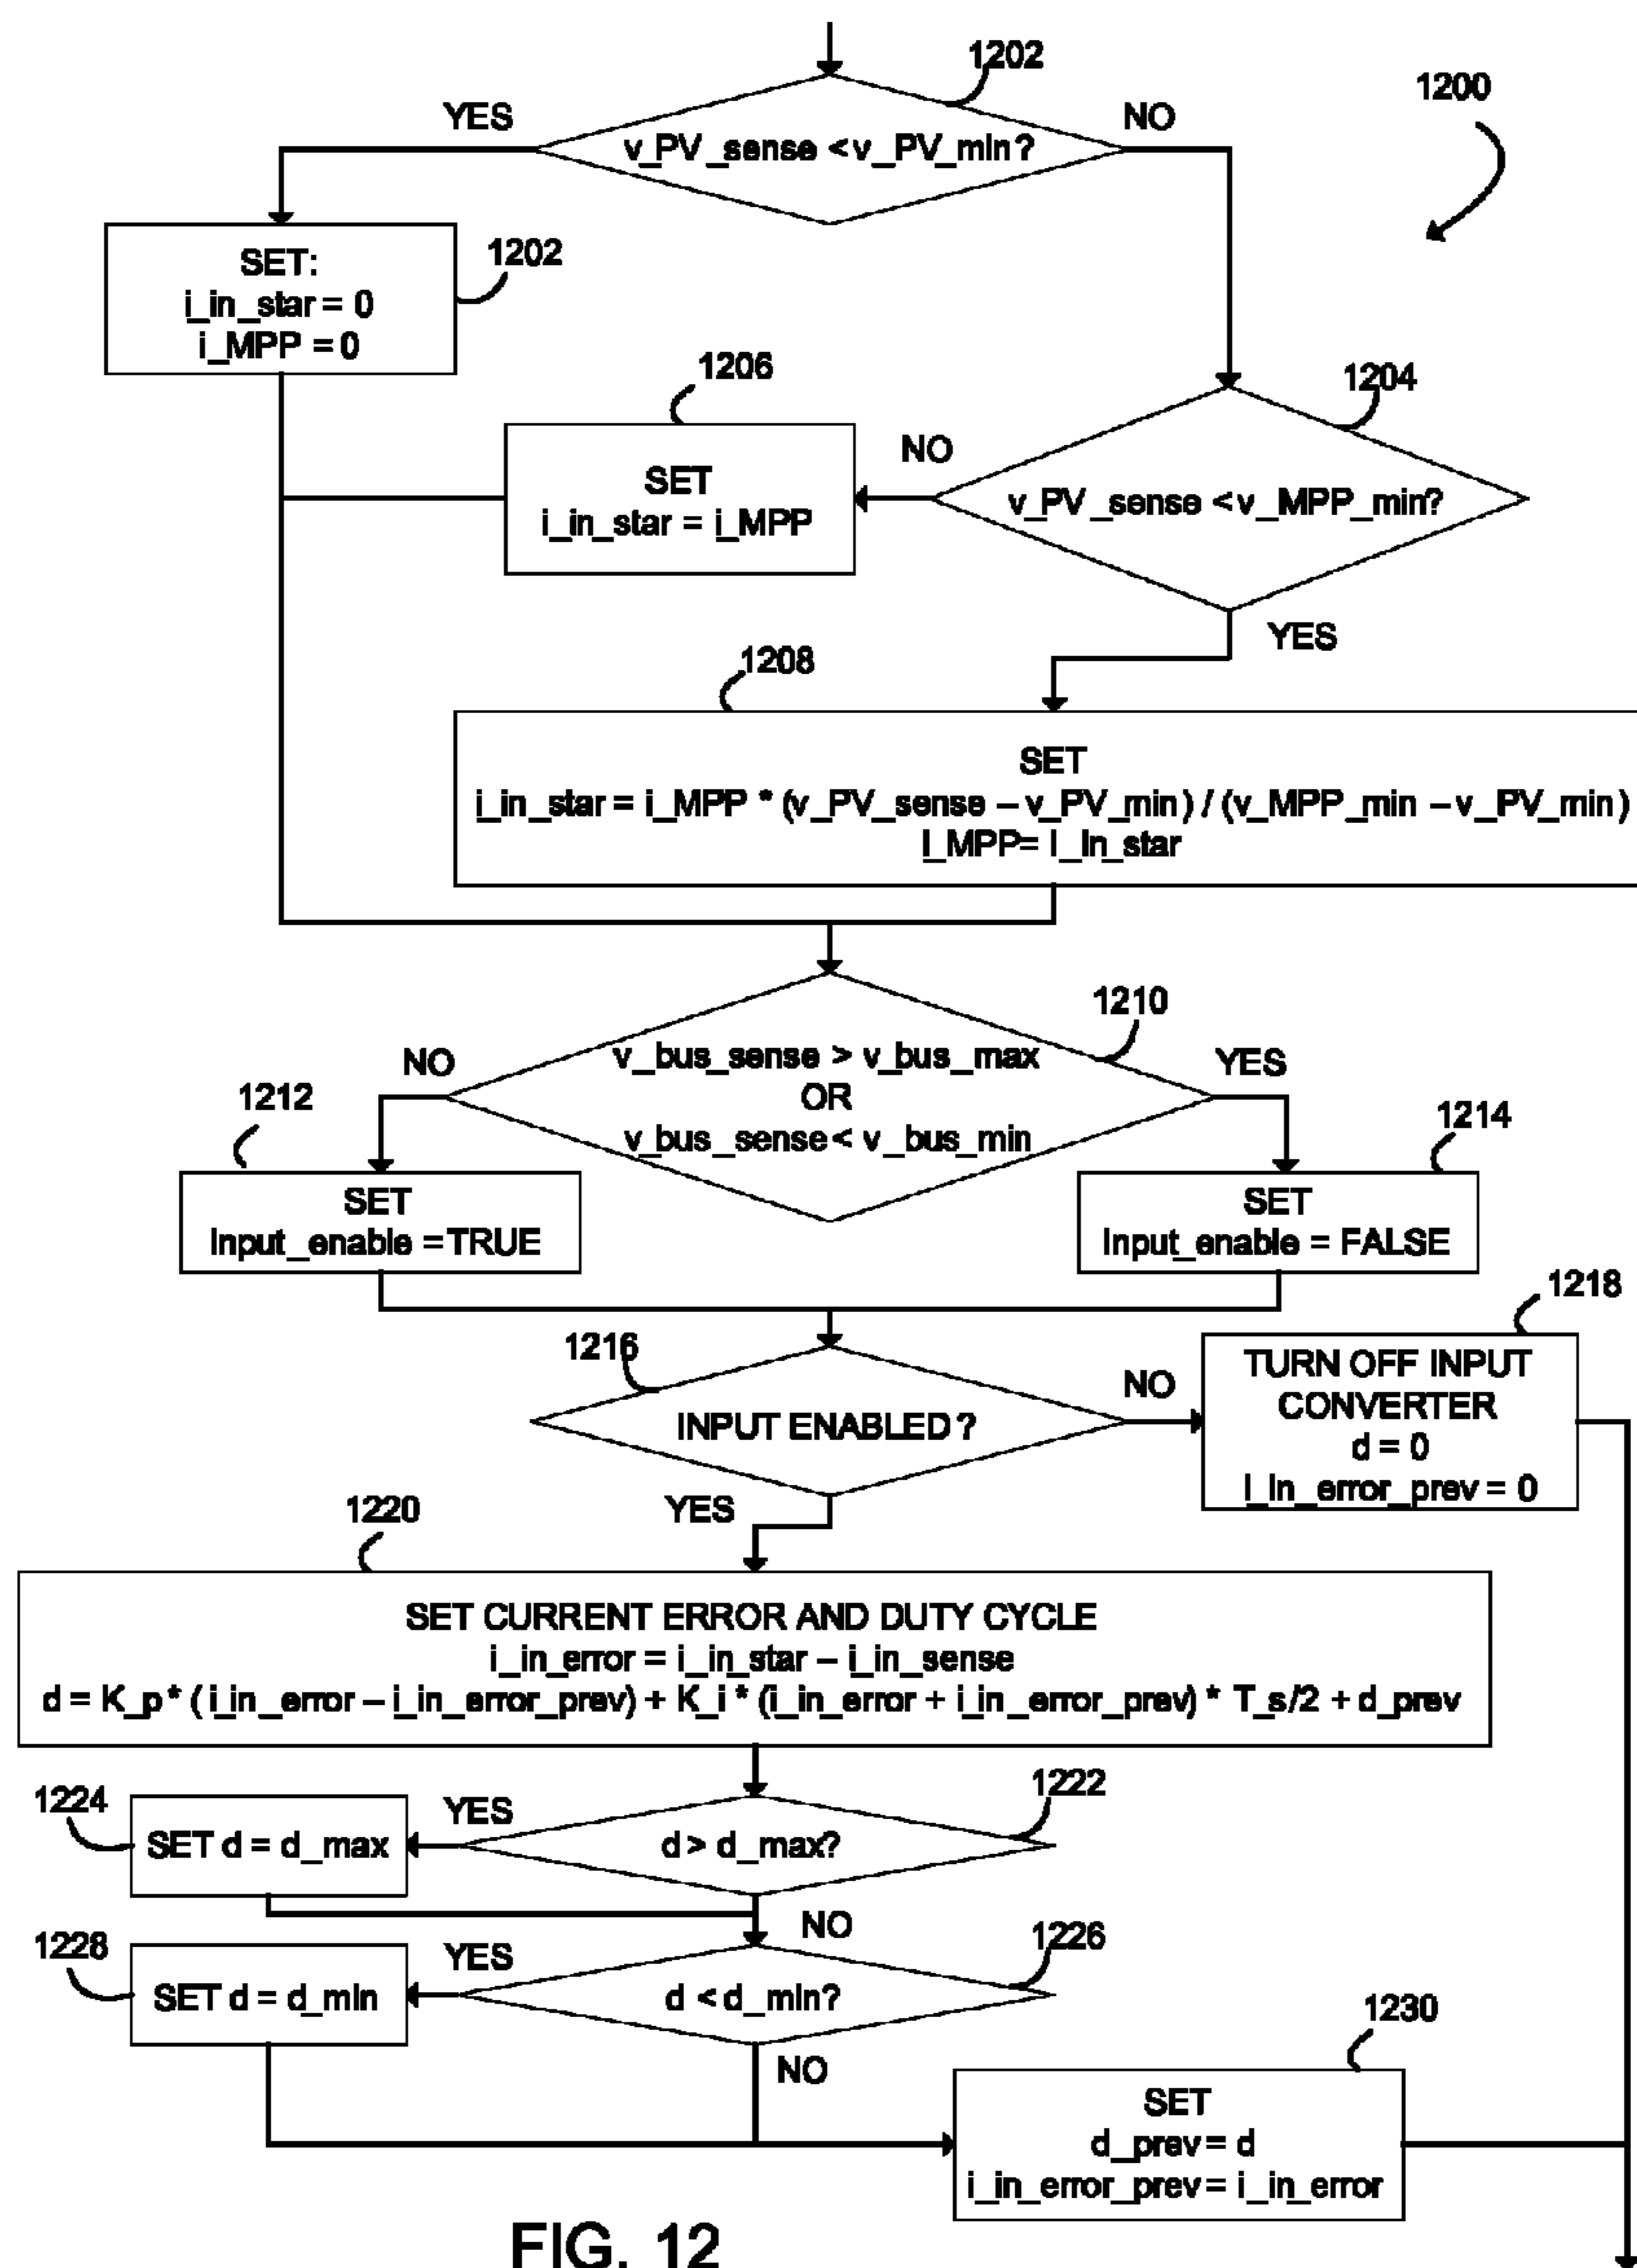 1202
1200
YES
NO
v_PV_sense < v_PV_min?
SET:
i_in_star = 0
i_MPP = 0
1202
1206
1204
NO
SET
i_in_star = i_MPP
v_PV_sense < v_MPP_min?
YES
1208
SET
i_in_star = i_MPP * (v_PV_sense – v_PV_min) / (v_MPP_min – v_PV_min)
I_MPP= I_In_star
1210
NO
v_bus_sense > v_bus_max
OR
v_bus_sense < v_bus_min
YES
1212
1214
SET
Input_enable = TRUE
SET
Input_enable = FALSE
1218
1216
INPUT ENABLED?
NO
TURN OFF INPUT
CONVERTER
d = 0
I_In_error_prev = 0
YES
1220
SET CURRENT ERROR AND DUTY CYCLE
i_in_error = i_in_star – i_in_sense
d = K_p * (i_in_error – i_in_error_prev) + K_i * (i_in_error + i_in_error_prev) * T_s/2 + d_prev
1222
1224
YES
SET d = d_max
d > d_max?
NO
1226
1228
YES
SET d = d_min
d < d_min?
NO
1230
SET
d_prev = d
i_in_error_prev = i_in_error
FIG. 12